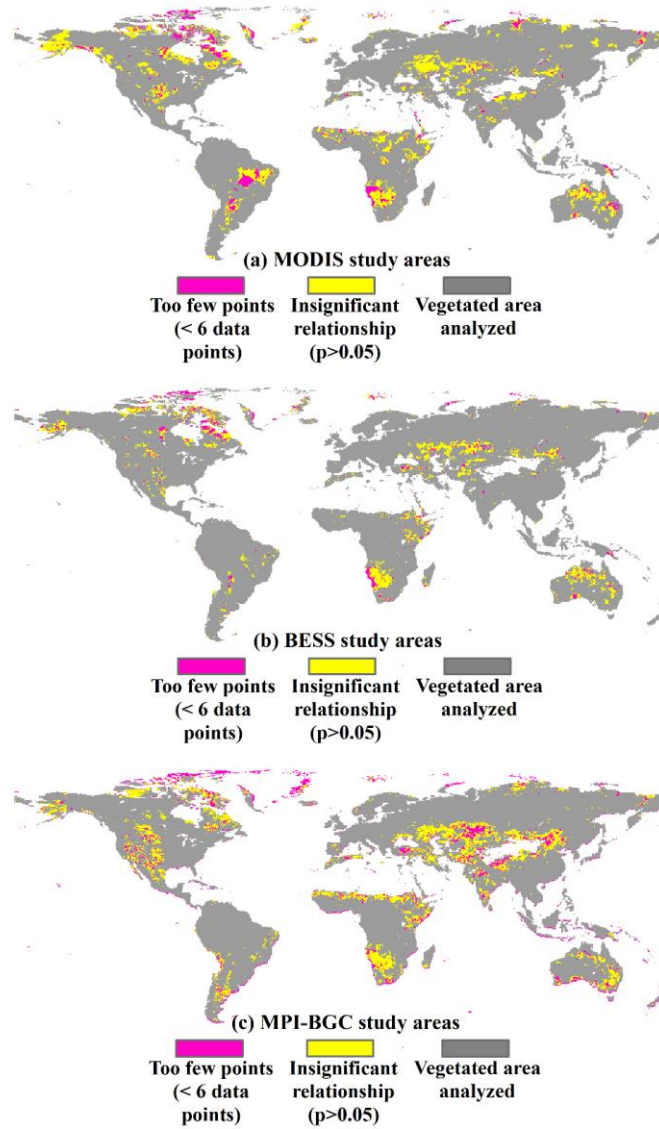 (a) MODIS study areas
Too few points Insignificant Vegetated area
(< 6 data relationship analyzed
points) (p>0.05)
(b) BESS study areas
Too few points Insignificant Vegetated area
(< 6 data relationship analyzed
points) (p>0.05)
(c) MPI-BGC study areas
Too few points Insignificant Vegetated area
(< 6 data relationship analyzed
points) (p>0.05)